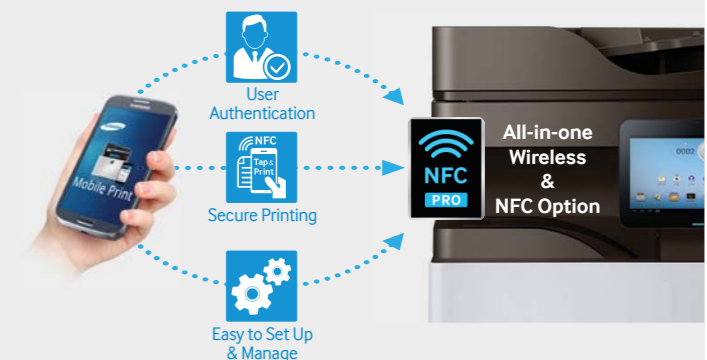 SAMSUNG
Mobile Print
User
Authentication
NFC
Tap &
Print
Secure Printing
Easy to Set Up
& Manage
NFC
PRO
All-in-one
Wireless
&
NFC Option
0002